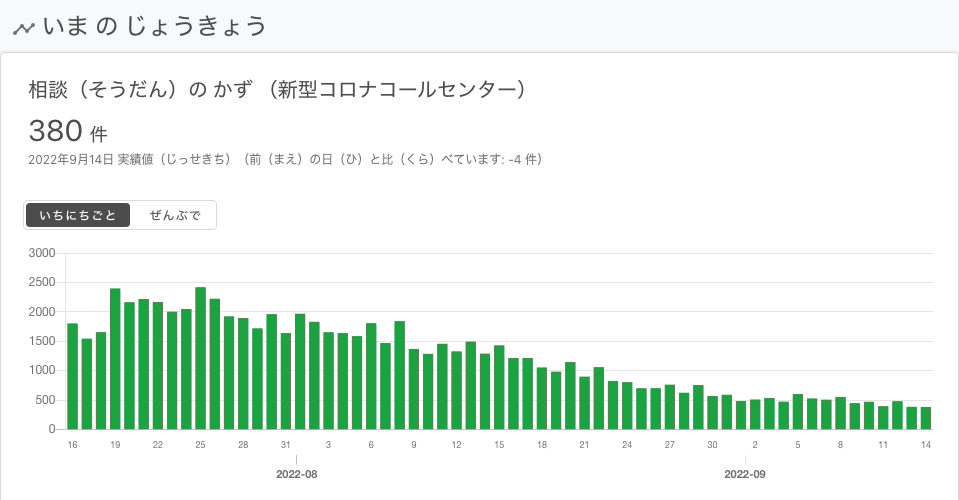 いま の じょうきょう
相談（そうだん）の かず （新型コロナコールセンター）
380 件
2022年9月14日 実績値（じっせきち）（前（まえ）の日（ひ）と比（くら）べています: -4 件）
いちにちごと ぜんぶで
3000
2500
2000
1500
1000
500
0
16 19 22 25 28 31 3 6 9 12 15 18 21 24 27 30 2 5 8 11 14
2022-08 2022-09